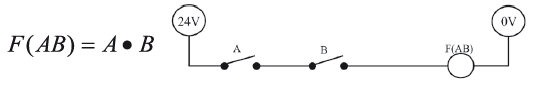 F(AB) = A • B
24V
0V
A
B
F(AB)